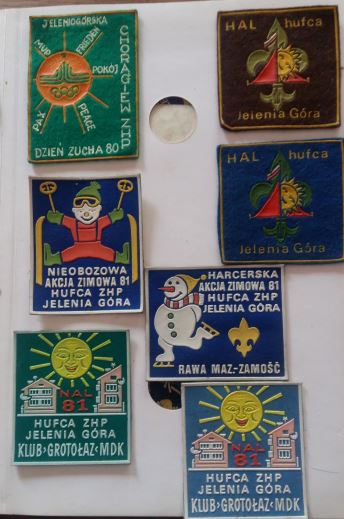 JELENIOGÓRSKA
CHORĄGIEW ZHP
MIJP
FRIEDEN
POKÓJ
PAX
PEACE
DZIEŃ ZUCHA 80
HAL hufca
Jelenia Góra
HAL hufca
Jelenia Góra
NIEOBOZOWA
AKCJA ZIMOWA 81
HUFCA ZHP
JELENIA GÓRA
HARCERSKA
AKCJA ZIMOWA 81
HUFCA ZHP
JELENIA GÓRA
RAWA MAZ-ZAMOŚĆ
NAL
81
HUFCA ZHP
JELENIA GÓRA
KLUB›GROTOŁAZ‹MDK
NAL
81
HUFCA ZHP
JELENIA GÓRA
KLUB›GROTOŁAZ‹MDK